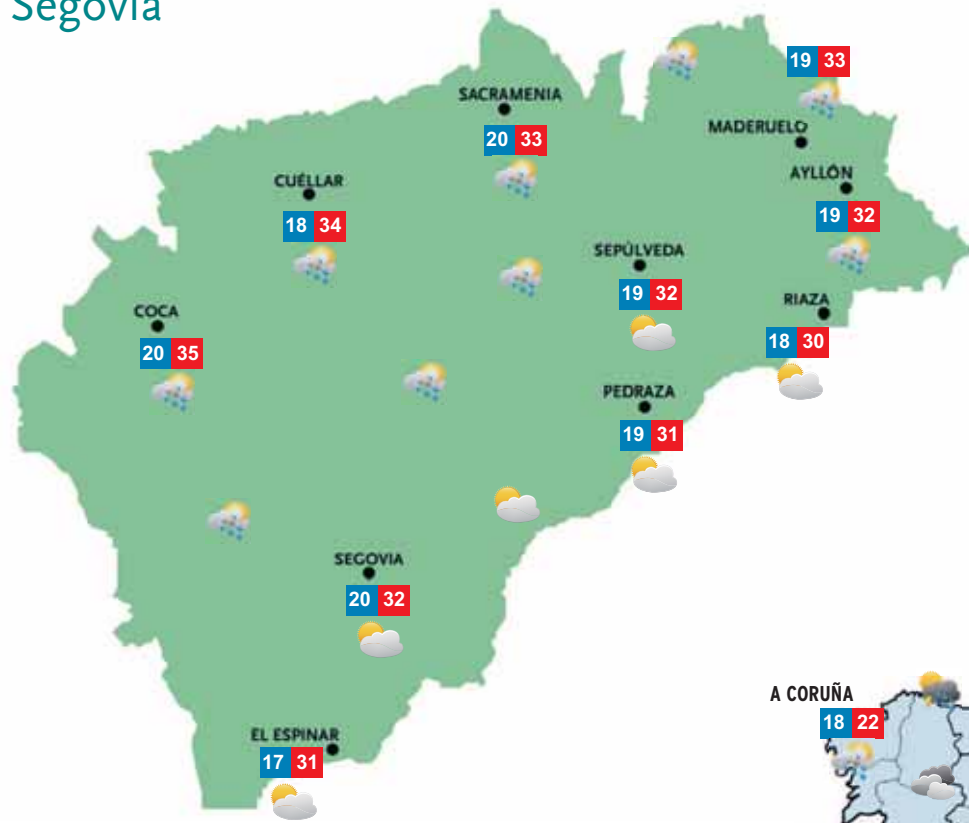 Segovia
19 33
SACRAMENIA
20 33
MADERUELO
AYLLÓN
19 32
CUÉLLAR
18 34
SEPÚLVEDA
19 32
RIAZA
18 30
COCA
20 35
PEDRAZA
19 31
SEGOVIA
20 32
EL ESPINAR
17 31
A CORUÑA
18 22